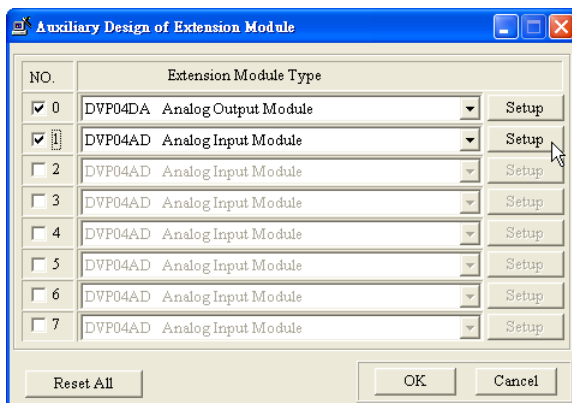 Auxiliary Design of Extension Module
NO. Extension Module Type
0 DVP04DA Analog Output Module Setup
1 DVP04AD Analog Input Module Setup
2 DVP04AD Analog Input Module Setup
3 DVP04AD Analog Input Module Setup
4 DVP04AD Analog Input Module Setup
5 DVP04AD Analog Input Module Setup
6 DVP04AD Analog Input Module Setup
7 DVP04AD Analog Input Module Setup
Reset All OK Cancel